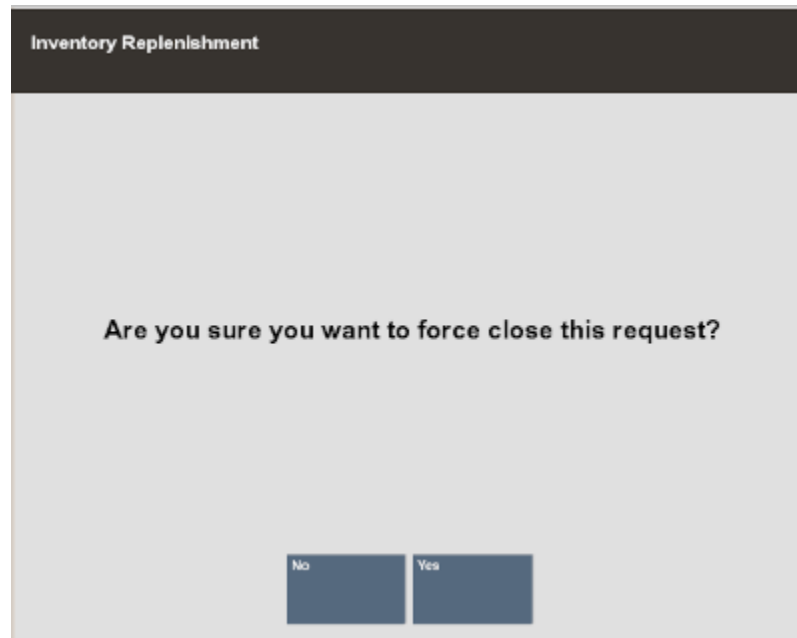 Inventory Replenishment
Are you sure you want to force close this request?
No
Yes